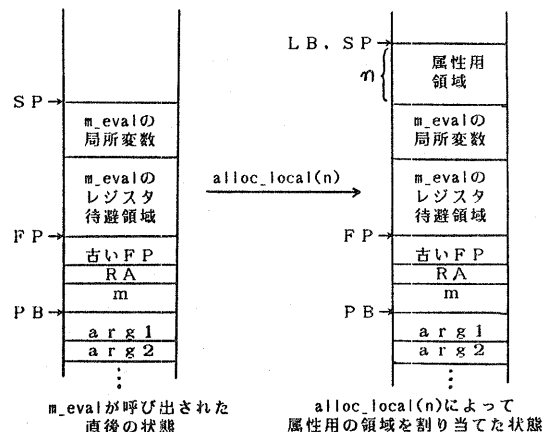 SP→
m_evalの
局所変数
m_evalの
レジスタ
待避領域
FP→
古いFP
RA
m
PB→
arg1
arg2
⋮
m_evalが呼び出された
直後の状態
alloc_local(n)
LB，SP→
n
属性用
領域
m_evalの
局所変数
m_evalの
レジスタ
待避領域
FP→
古いFP
RA
m
PB→
arg1
arg2
⋮
alloc_local(n)によって
属性用の領域を割り当てた状態